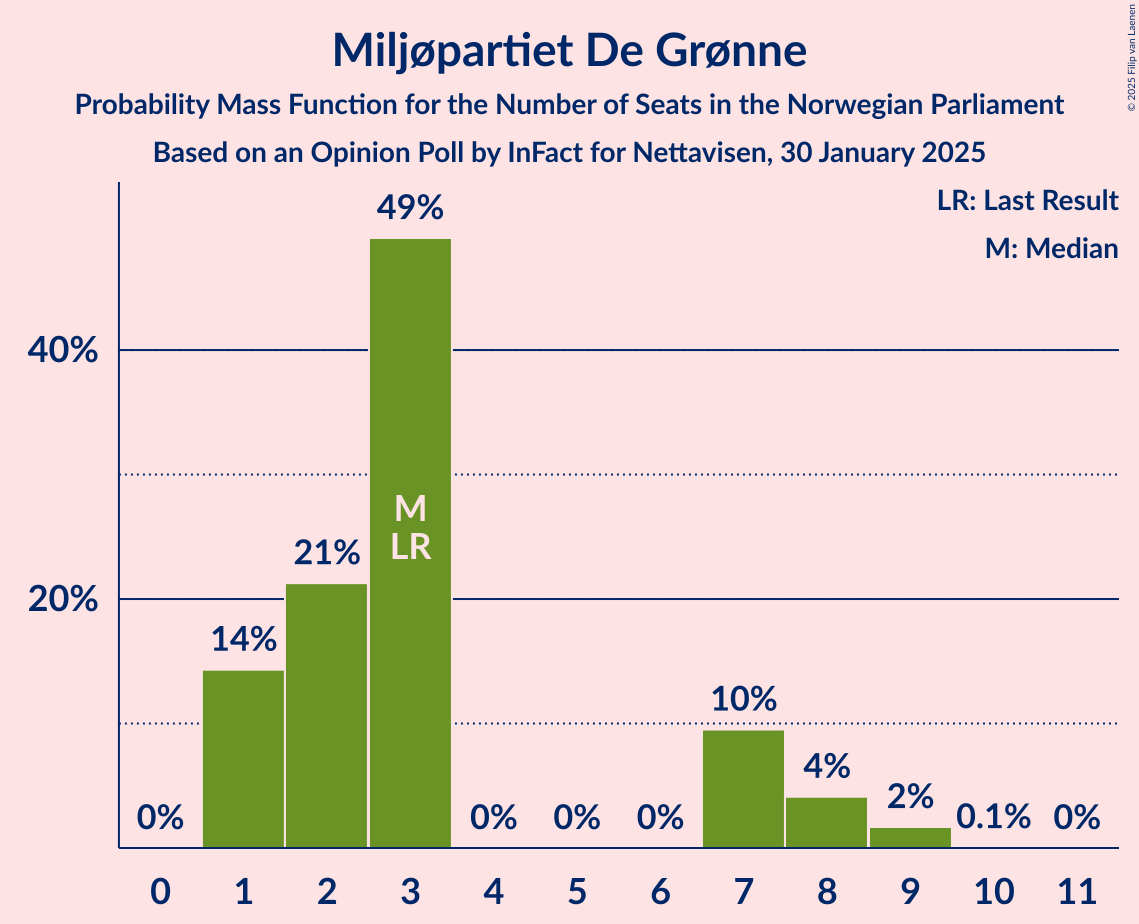 Miljøpartiet De Grønne
Probability Mass Function for the Number of Seats in the Norwegian Parliament
Based on an Opinion Poll by InFact for Nettavisen, 30 January 2025
© 2025 Filip van Laenen
LR: Last Result
M: Median
40%
20%
0%
14%
21%
49%
M
LR
0%
0%
0%
10%
4%
2%
0.1%
0%
0 1 2 3 4 5 6 7 8 9 10 11